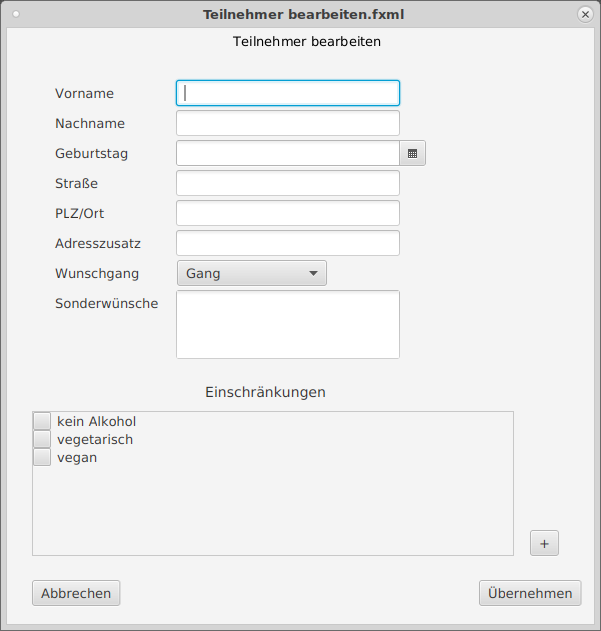 Teilnehmer bearbeiten.fxml
Teilnehmer bearbeiten
Vorname
Nachname
Geburtstag
Straße
PLZ/Ort
Adresszusatz
Wunschgang Gang
Sonderwünsche
Einschränkungen
kein Alkohol
vegetarisch
vegan
+
Abbrechen Übernehmen